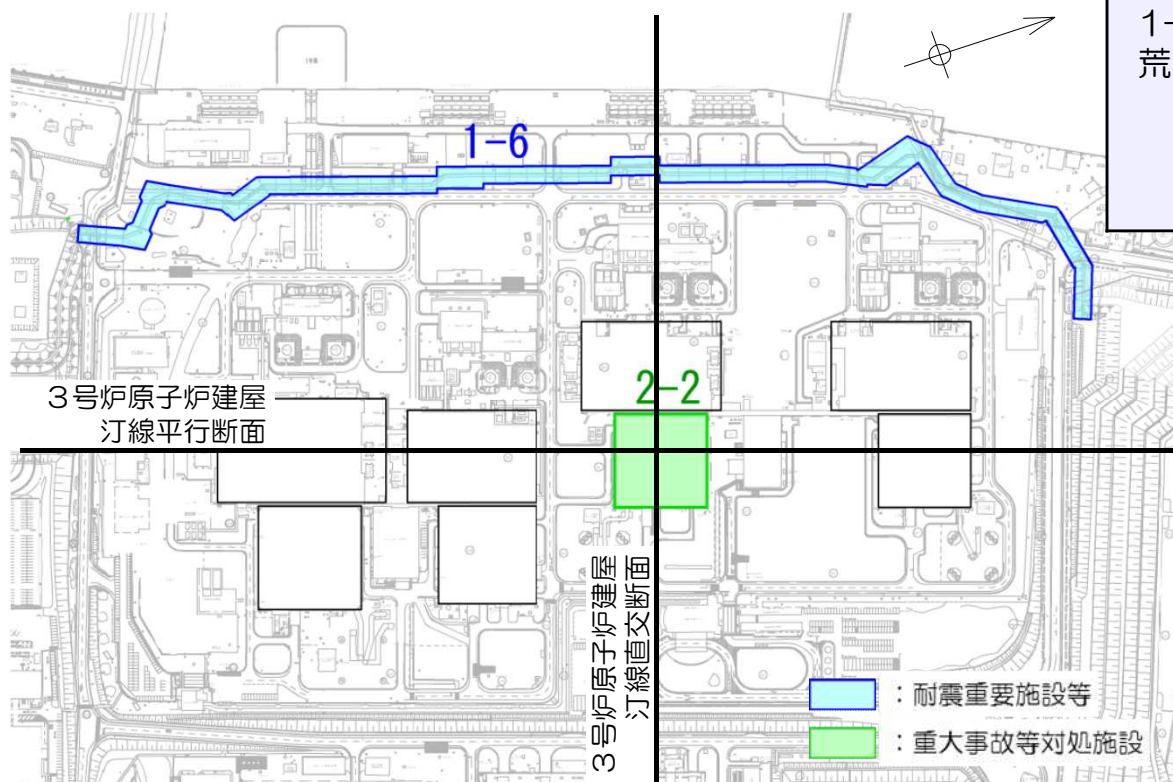 1-
荒
1-6
2-2
3号炉原子炉建屋
汀線平行断面
3号炉原子炉建屋
汀線直交断面
：耐震重要施設等
：重大事故等対処施設